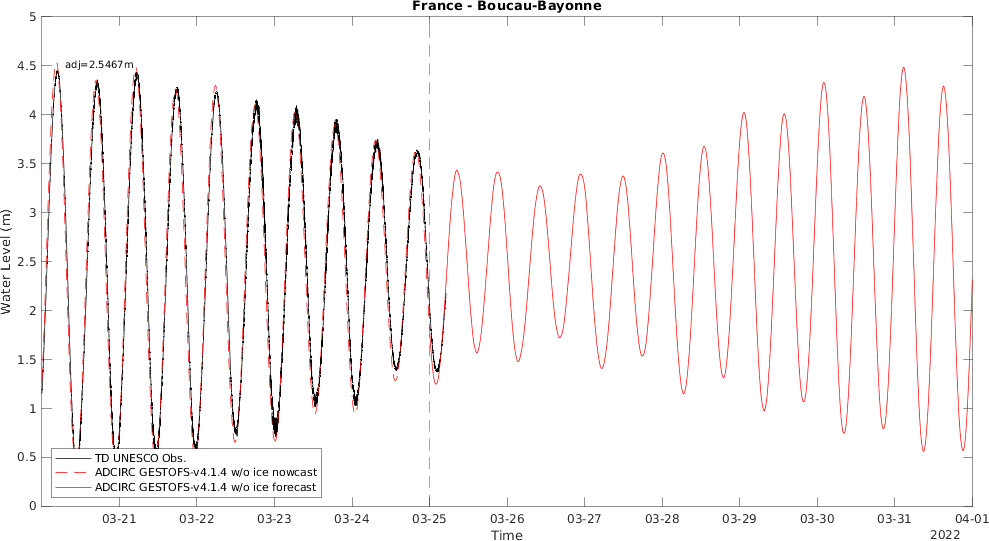 France - Boucau-Bayonne
5
4.5
4
3.5
3
2.5
2
1.5
1
0.5
0
Water Level (m)
adj=2.5467m
TD UNESCO Obs.
ADCIRC GESTOFS-v4.1.4 w/o ice nowcast
ADCIRC GESTOFS-v4.1.4 w/o ice forecast
03-21 03-22 03-23 03-24 03-25 03-26 03-27 03-28 03-29 03-30 03-31 04-01
Time
2022